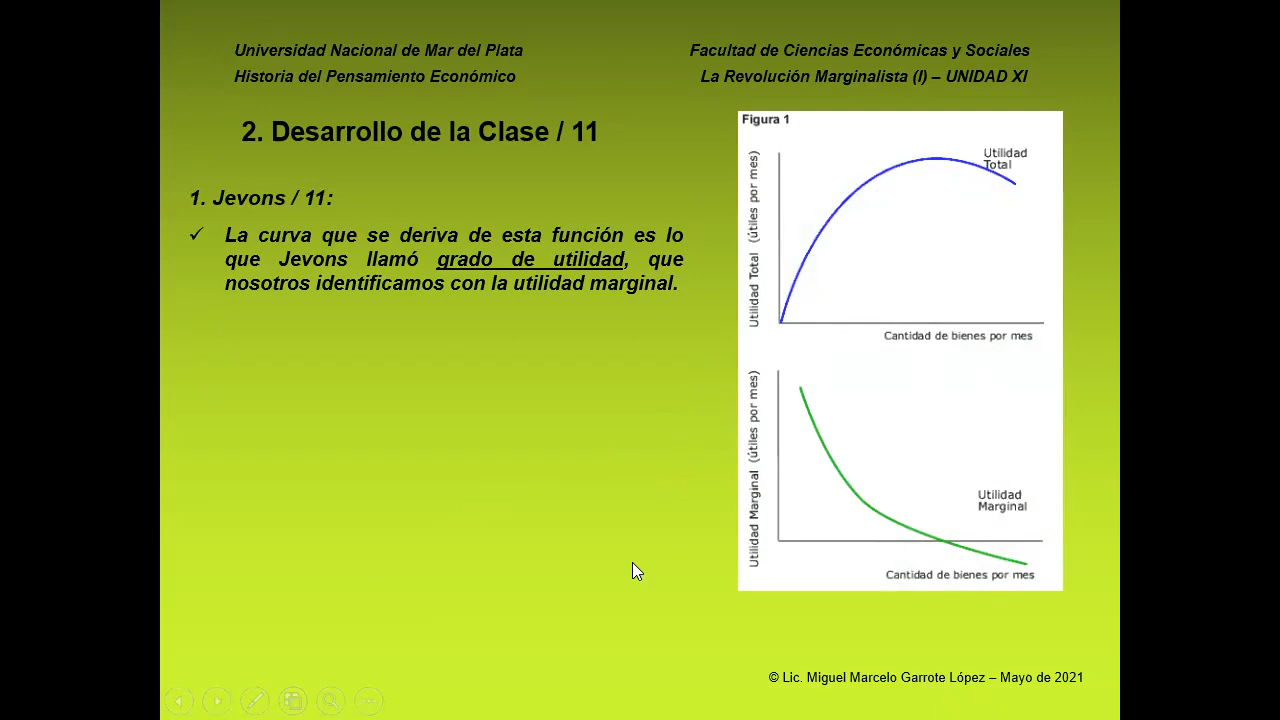 Universidad Nacional de Mar del Plata
Facultad de Ciencias Económicas y Sociales
Historia del Pensamiento Económico
La Revolución Marginalista (I) – UNIDAD XI
2. Desarrollo de la Clase / 11
1. Jevons / 11:
✓ La curva que se deriva de esta función es lo
que Jevons llamó grado de utilidad, que
nosotros identificamos con la utilidad marginal.
Figura 1
Utilidad Total (útiles por mes)
Utilidad
Total
Cantidad de bienes por mes
Utilidad Marginal (útiles por mes)
Utilidad
Marginal
Cantidad de bienes por mes
© Lic. Miguel Marcelo Garrote López – Mayo de 2021